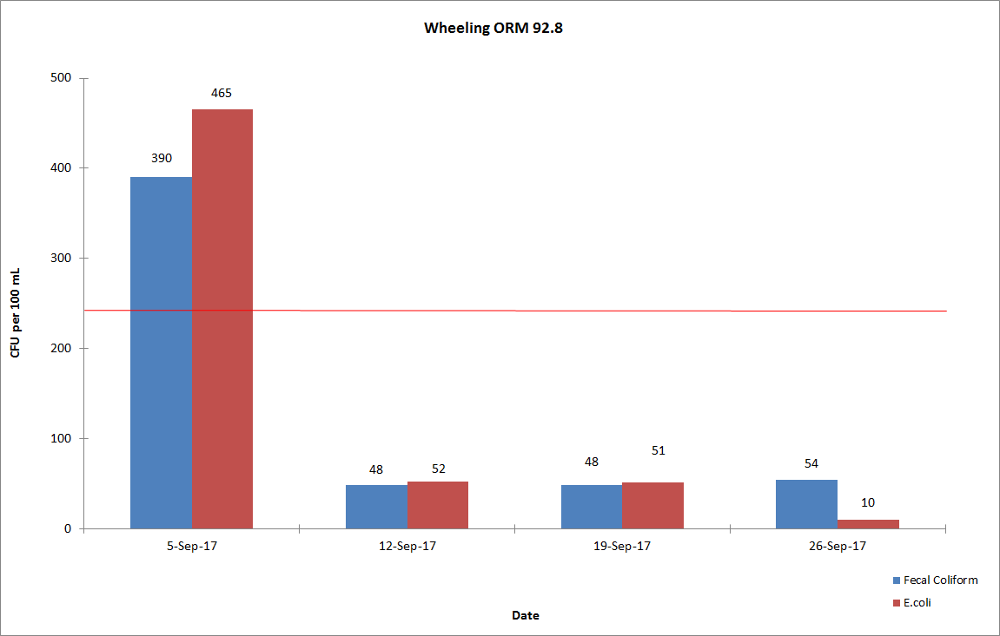 Wheeling ORM 92.8
500
465
390
400
300
CFU per 100 mL
200
100
48
52
48
51
54
10
0
5-Sep-17
12-Sep-17
19-Sep-17
26-Sep-17
Fecal Coliform
E.coli
Date